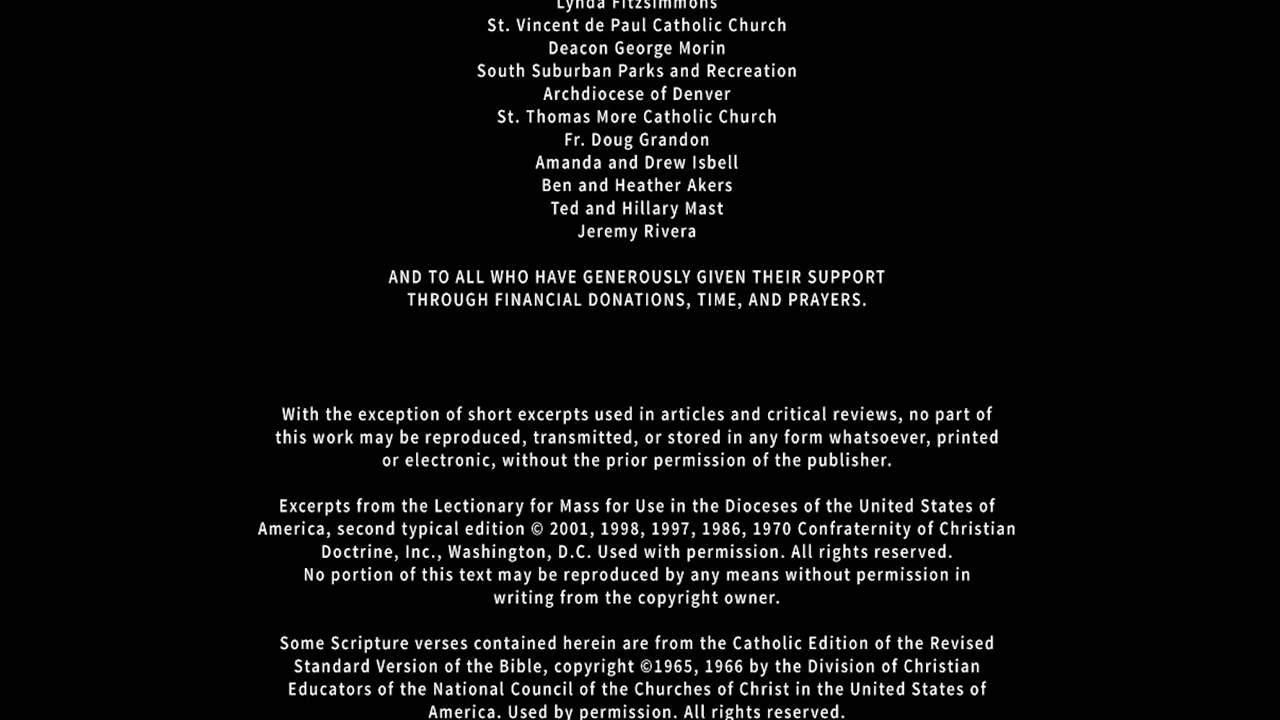 Lynda Fitzsimmons
St. Vincent de Paul Catholic Church
Deacon George Morin
South Suburban Parks and Recreation
Archdiocese of Denver
St. Thomas More Catholic Church
Fr. Doug Grandon
Amanda and Drew Isbell
Ben and Heather Akers
Ted and Hillary Mast
Jeremy Rivera
AND TO ALL WHO HAVE GENEROUSLY GIVEN THEIR SUPPORT
THROUGH FINANCIAL DONATIONS, TIME, AND PRAYERS.
With the exception of short excerpts used in articles and critical reviews, no part of
this work may be reproduced, transmitted, or stored in any form whatsoever, printed
or electronic, without the prior permission of the publisher.
Excerpts from the Lectionary for Mass for Use in the Dioceses of the United States of
America, second typical edition © 2001, 1998, 1997, 1986, 1970 Confraternity of Christian
Doctrine, Inc., Washington, D.C. Used with permission. All rights reserved.
No portion of this text may be reproduced by any means without permission in
writing from the copyright owner.
Some Scripture verses contained herein are from the Catholic Edition of the Revised
Standard Version of the Bible, copyright ©1965, 1966 by the Division of Christian
Educators of the National Council of the Churches of Christ in the United States of
America. Used by permission. All rights reserved.